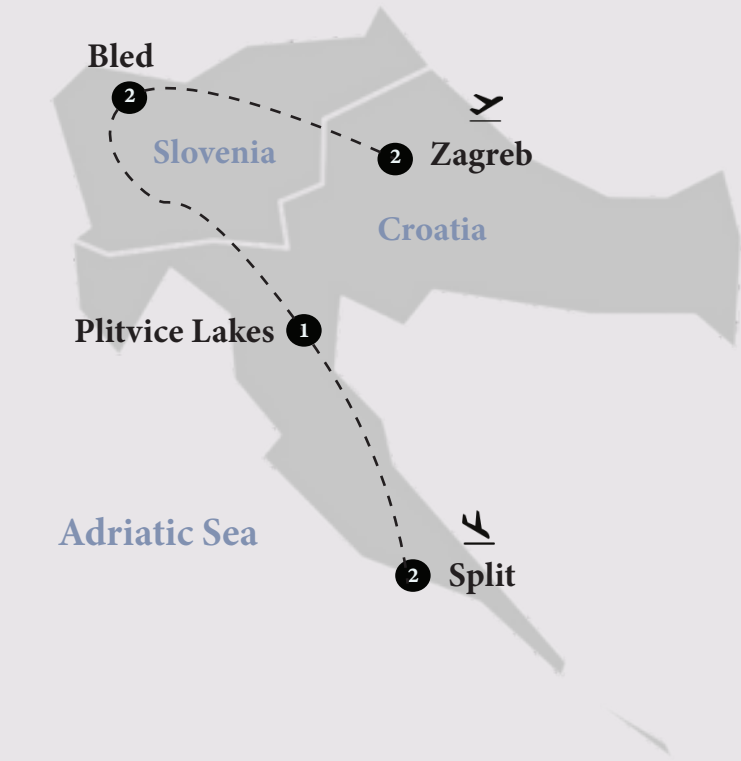 Bled
2
Slovenia
2 Zagreb
Croatia
Plitvice Lakes 1
Adriatic Sea
2 Split